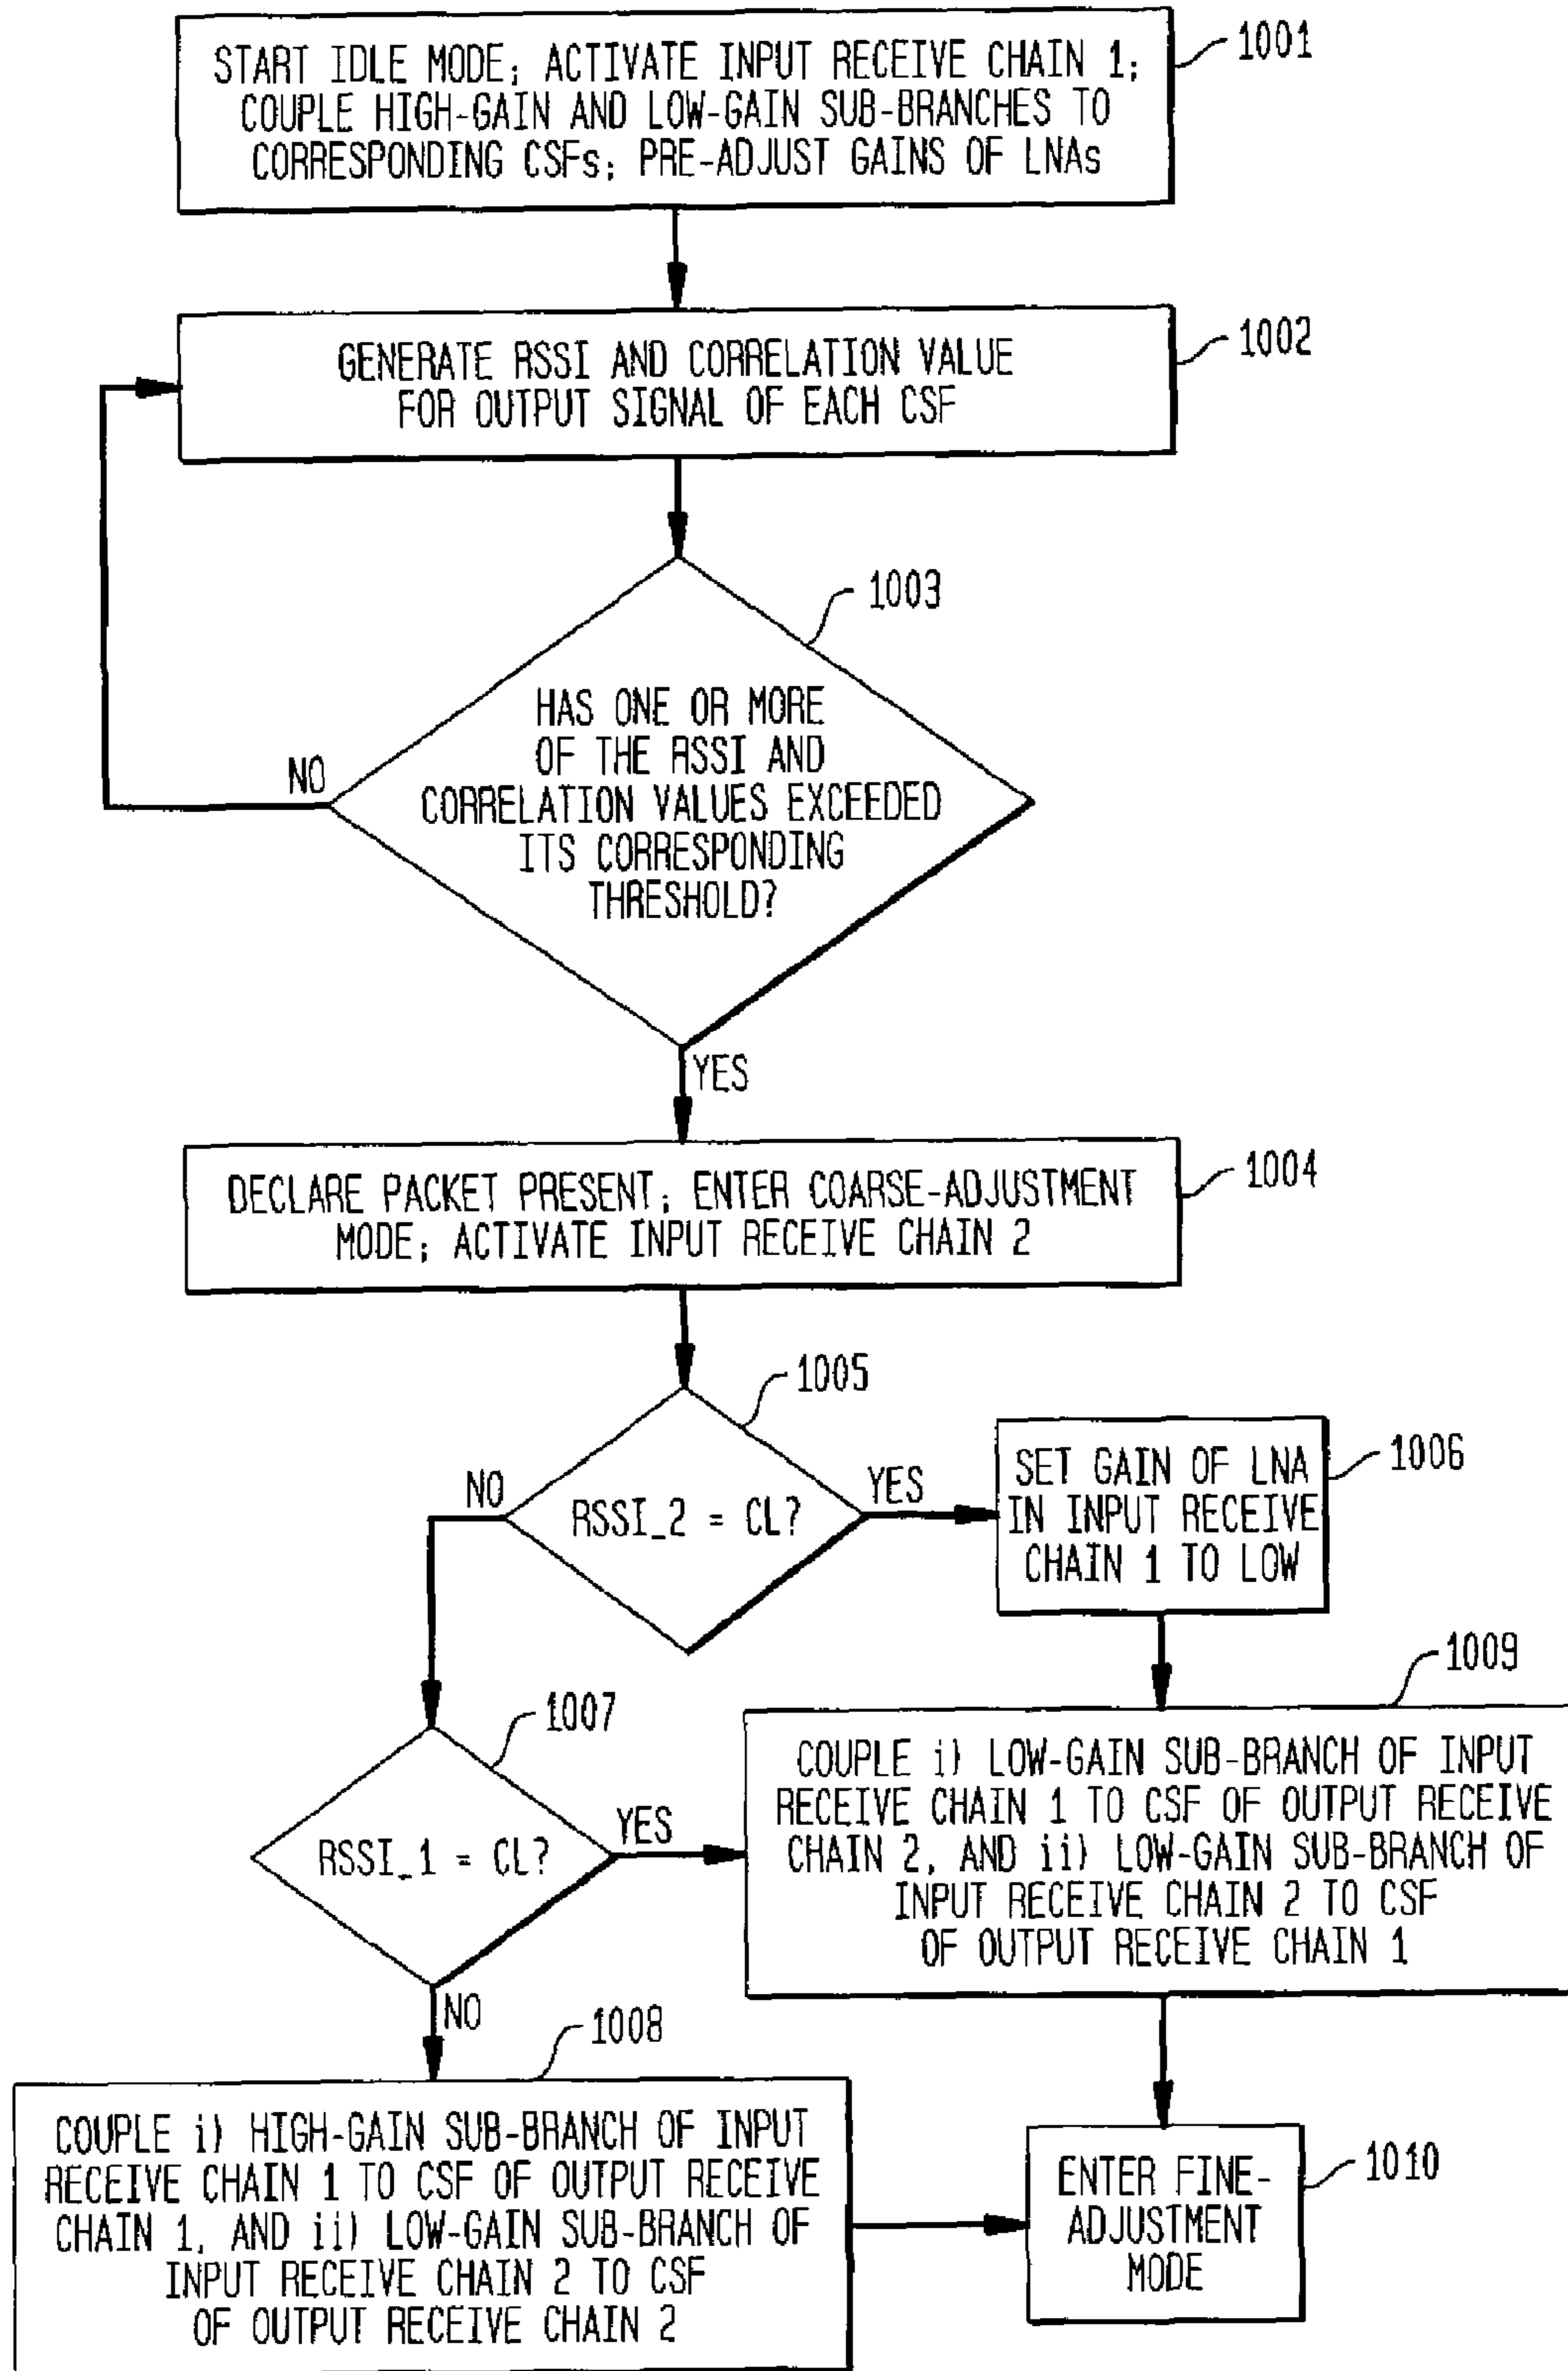 START IDLE MODE; ACTIVATE INPUT RECEIVE CHAIN 1;
COUPLE HIGH-GAIN AND LOW-GAIN SUB-BRANCHES TO
CORRESPONDING CSFs; PRE-ADJUST GAINS OF LNAs
1001
GENERATE RSSI AND CORRELATION VALUE
FOR OUTPUT SIGNAL OF EACH CSF
1002
1003
HAS ONE OR MORE
OF THE RSSI AND
CORRELATION VALUES EXCEEDED
ITS CORRESPONDING
THRESHOLD?
NO
YES
DECLARE PACKET PRESENT; ENTER COARSE-ADJUSTMENT
MODE; ACTIVATE INPUT RECEIVE CHAIN 2
1004
1005
RSSI_2 = CL?
NO
YES
SET GAIN OF LNA
IN INPUT RECEIVE
CHAIN 1 TO LOW
1006
1007
RSSI_1 = CL?
YES
NO
1009
COUPLE i) LOW-GAIN SUB-BRANCH OF INPUT
RECEIVE CHAIN 1 TO CSF OF OUTPUT RECEIVE
CHAIN 2, AND ii) LOW-GAIN SUB-BRANCH OF
INPUT RECEIVE CHAIN 2 TO CSF
OF OUTPUT RECEIVE CHAIN 1
1008
COUPLE i) HIGH-GAIN SUB-BRANCH OF INPUT
RECEIVE CHAIN 1 TO CSF OF OUTPUT RECEIVE
CHAIN 1, AND ii) LOW-GAIN SUB-BRANCH OF
INPUT RECEIVE CHAIN 2 TO CSF
OF OUTPUT RECEIVE CHAIN 2
ENTER FINE-
ADJUSTMENT
MODE
1010